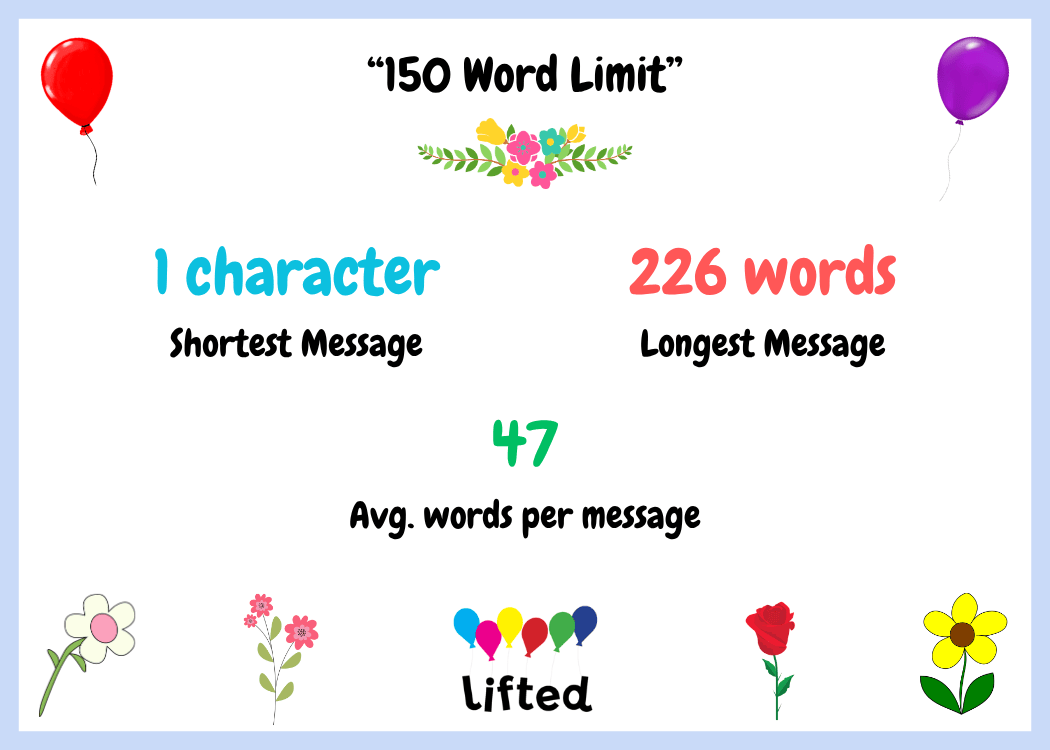 “150 Word Limit”
1 character
226 words
Shortest Message
Longest Message
47
Avg. words per message
lifted